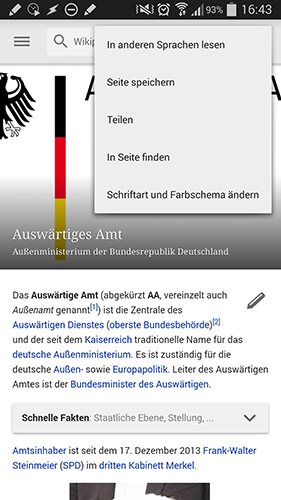 93% 16:43
Wikip
In anderen Sprachen lesen
Seite speichern
Teilen
In Seite finden
Schriftart und Farbschema ändern
Auswärtiges Amt
Außenministerium der Bundesrepublik Deutschland
Das Auswärtige Amt (abgekürzt AA, vereinzelt auch
Außenamt genannt[1]) ist die Zentrale des
Auswärtigen Dienstes (oberste Bundesbehörde)[2]
und der seit dem Kaiserreich traditionelle Name für das
deutsche Außenministerium. Es ist zuständig für die
deutsche Außen- sowie Europapolitik. Leiter des Auswärtigen
Amtes ist der Bundesminister des Auswärtigen.
Schnelle Fakten: Staatliche Ebene, Stellung, ...
Amtsinhaber ist seit dem 17. Dezember 2013 Frank-Walter
Steinmeier (SPD) im dritten Kabinett Merkel.